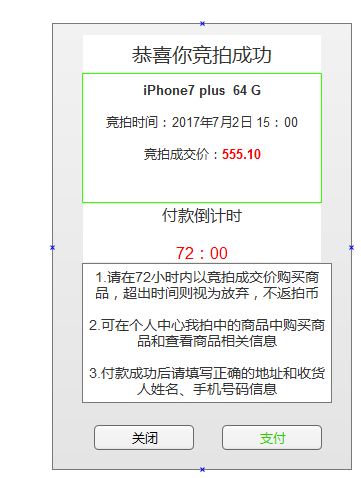 恭喜你竞拍成功
iPhone7 plus  64 G
竞拍时间：2017年7月2日 15：00
竞拍成交价：555.10
付款倒计时
72：00
1.请在72小时内以竞拍成交价购买商
品，超出时间则视为放弃，不返拍币
2.可在个人中心我拍中的商品中购买商
品和查看商品相关信息
3.付款成功后请填写正确的地址和收货
人姓名、手机号码信息
关闭
支付